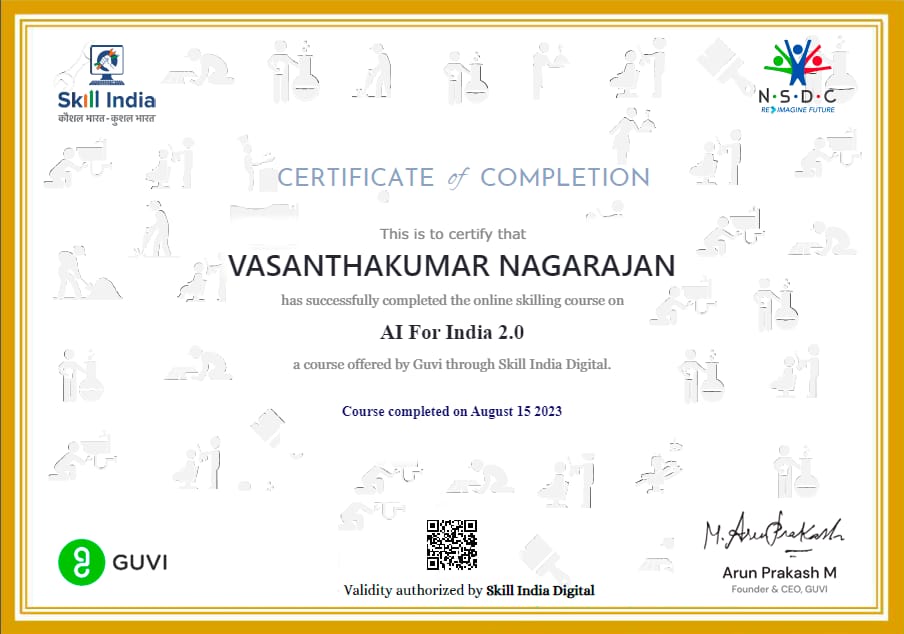 Skill India
कौशल भारत - कुशल भारत
N·S·D·C
RE IMAGINE FUTURE
CERTIFICATE of COMPLETION
This is to certify that
VASANTHAKUMAR NAGARAJAN
has successfully completed the online skilling course on
AI For India 2.0
a course offered by Guvi through Skill India Digital.
Course completed on August 15 2023
GUVI
Validity authorized by Skill India Digital
M. Arun Prakash
Arun Prakash M
Founder & CEO, GUVI